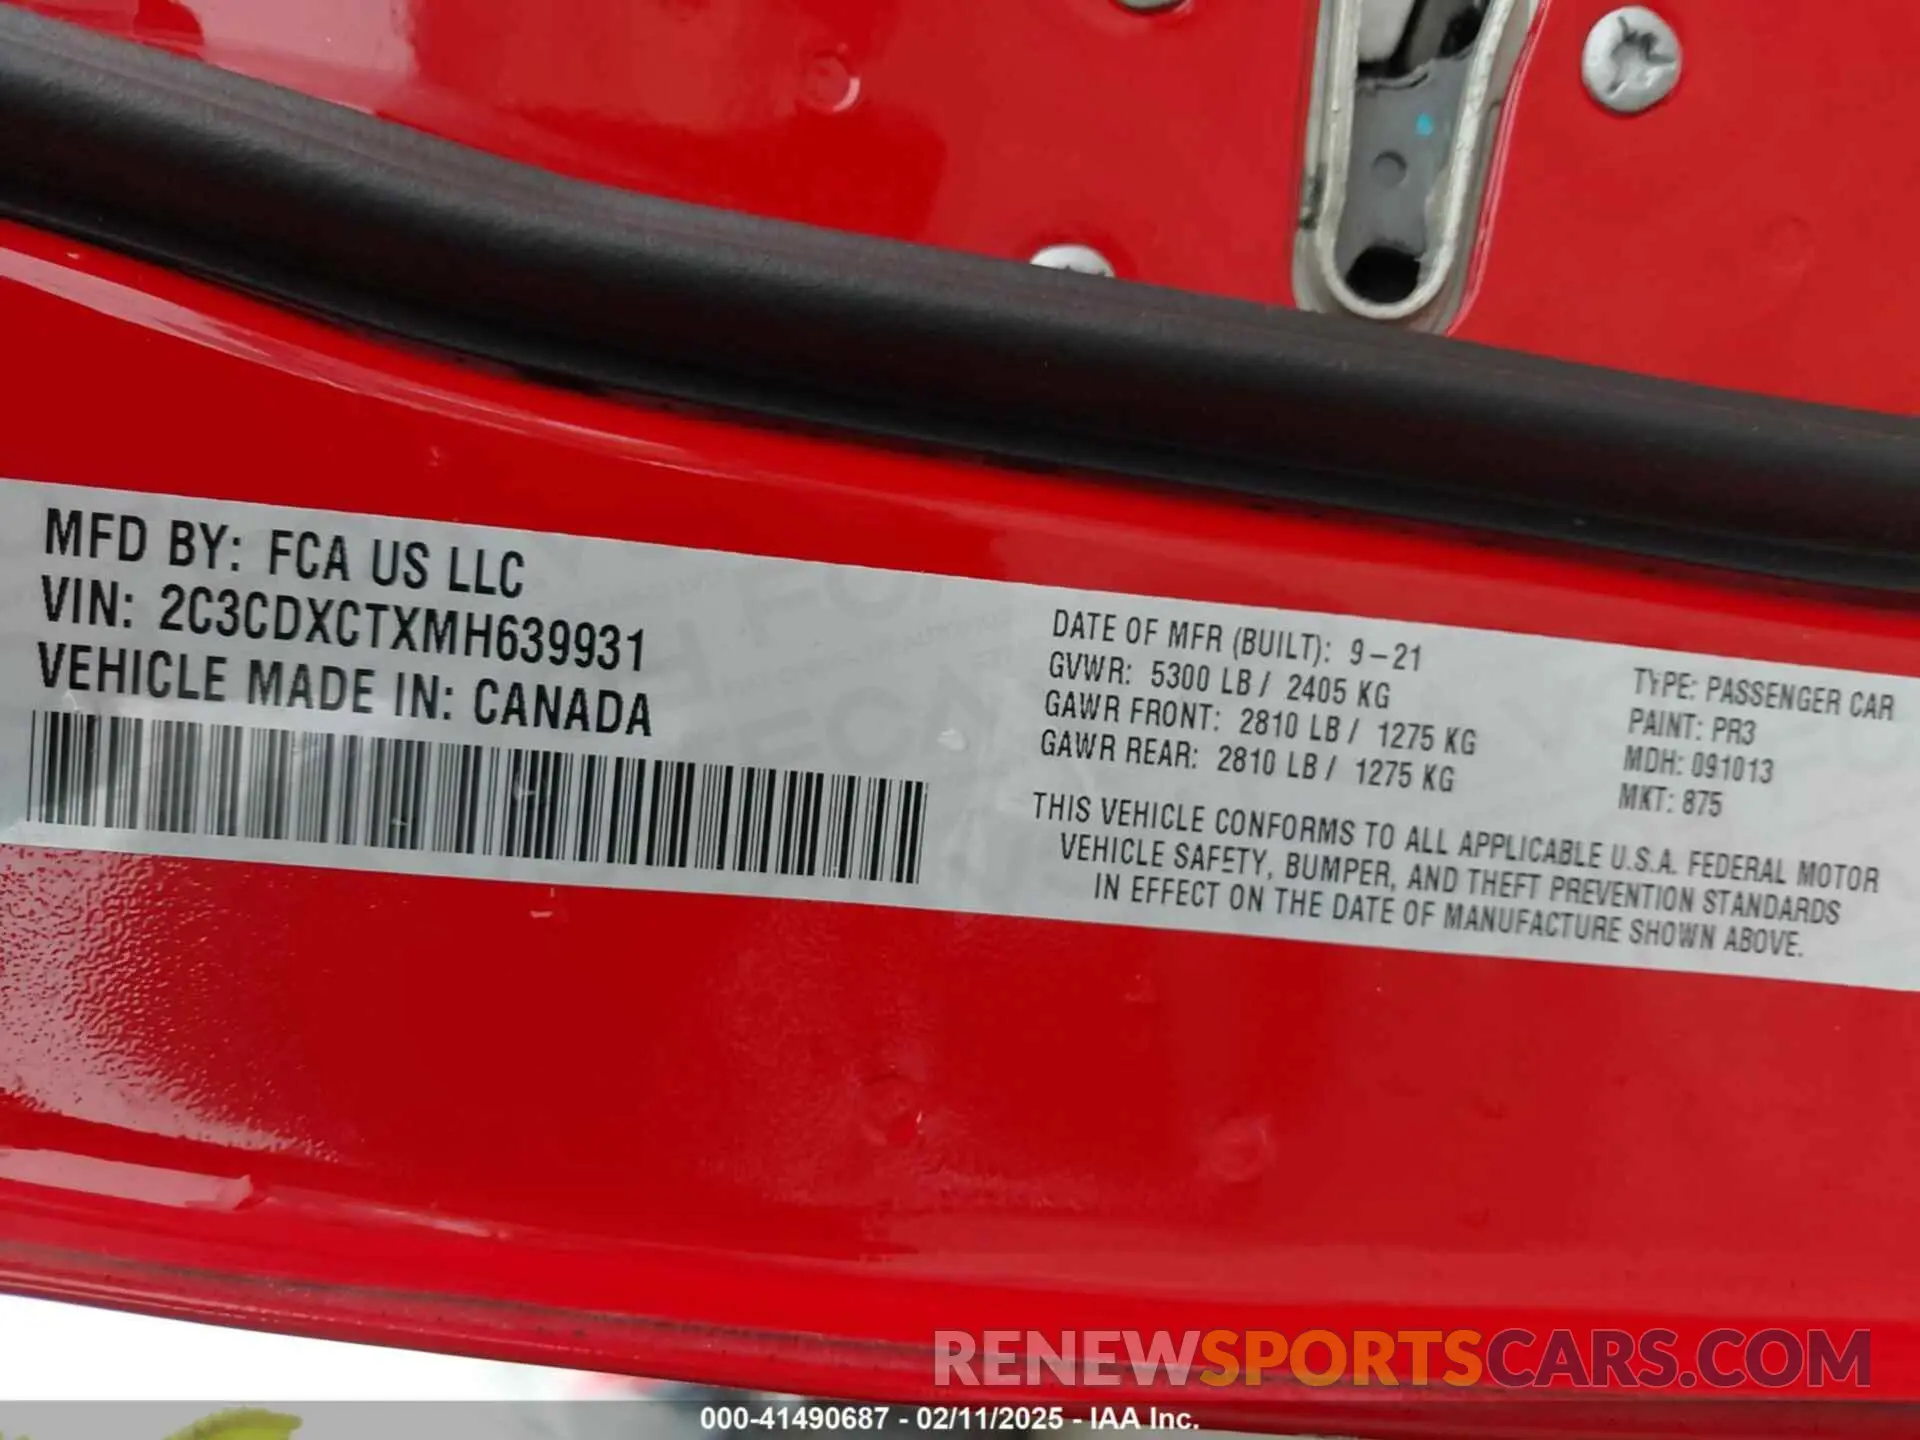 MFD BY: FCA US LLC
VIN: 2C3CDXCTXMH639931
VEHICLE MADE IN: CANADA
DATE OF MFR (BUILT): 9-21
GVWR: 5300 LB / 2405 KG
GAWR FRONT: 2810 LB / 1275 KG
GAWR REAR: 2810 LB / 1275 KG
TYPE: PASSENGER CAR
PAINT: PR3
MDH: 091013
MKT: 875
THIS VEHICLE CONFORMS TO ALL APPLICABLE U.S.A. FEDERAL MOTOR
VEHICLE SAFETY, BUMPER, AND THEFT PREVENTION STANDARDS
IN EFFECT ON THE DATE OF MANUFACTURE SHOWN ABOVE.
RENEWSPORTSCARS.COM
000-41490687 - 02/11/2025 - IAA Inc.